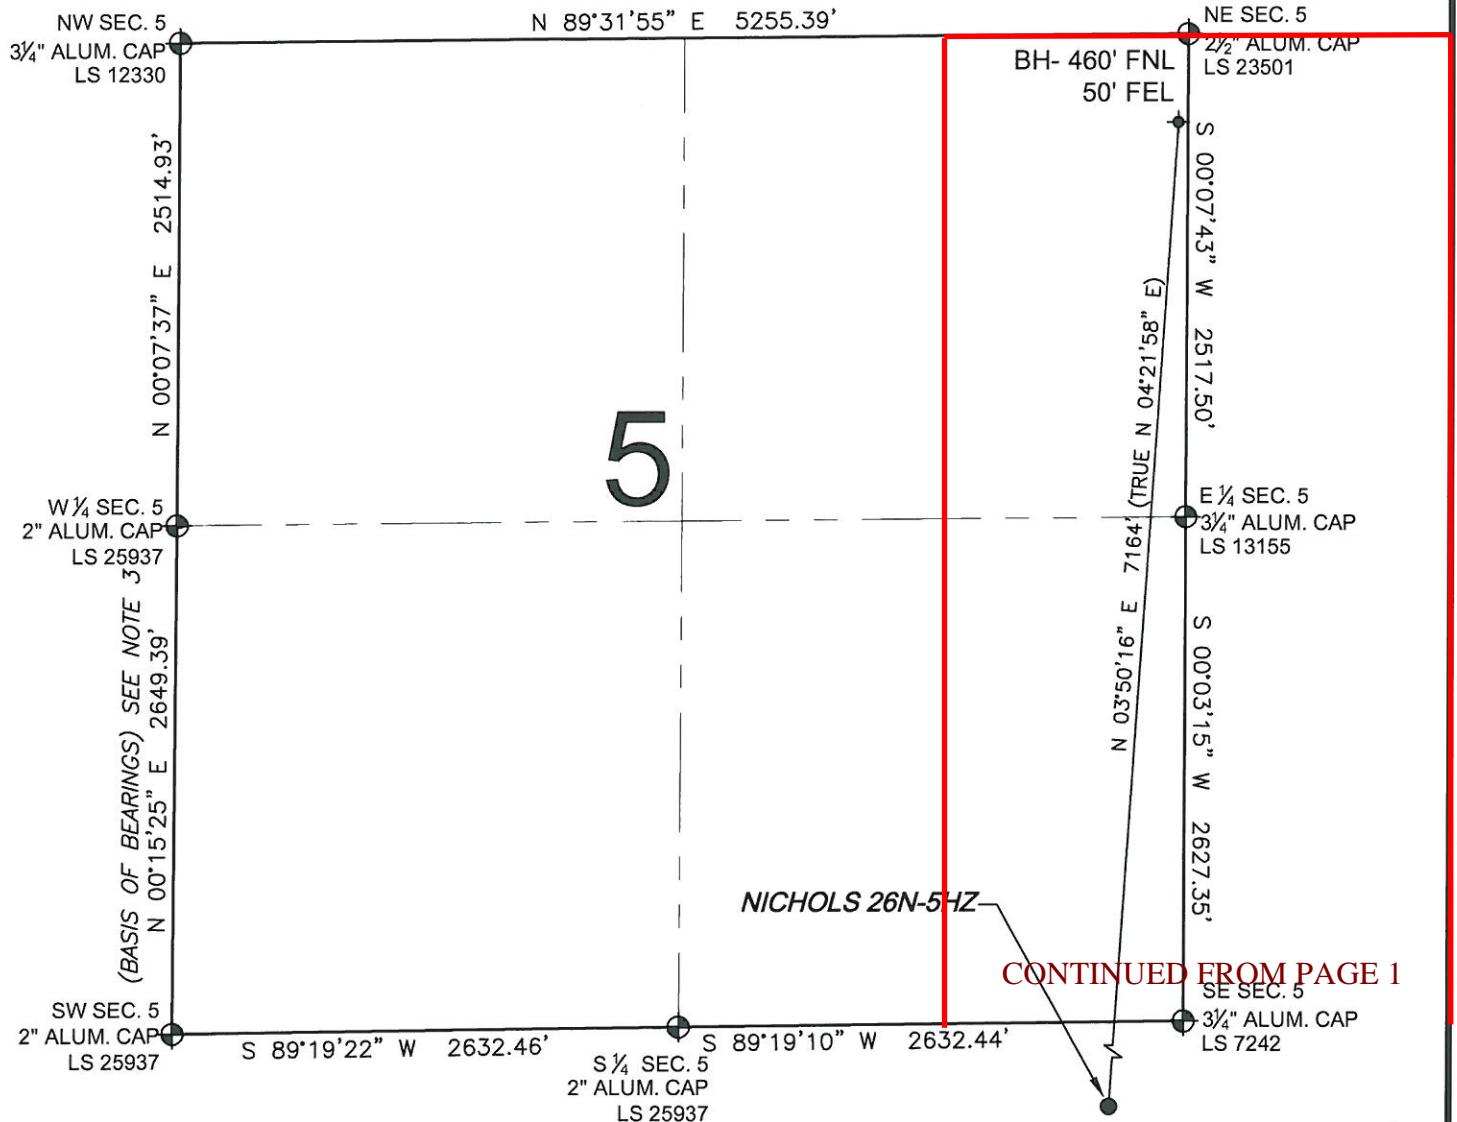 NW SEC. 5
3¼" ALUM. CAP
LS 12330
N 89°31'55" E 5255.39'
NE SEC. 5
2½" ALUM. CAP
LS 23501
BH- 460' FNL
50' FEL
N 00°07'37" E 2514.93'
S 00°07'43" W 2517.50'
5
N 03°50'16" E 7164' (TRUE N 04°21'58" E)
W ¼ SEC. 5
2" ALUM. CAP
LS 25937
E ¼ SEC. 5
3¼" ALUM. CAP
LS 13155
(BASIS OF BEARINGS) SEE NOTE 3
N 00°15'25" E 2649.39'
S 00°03'15" W 2627.35'
NICHOLS 26N-5HZ
CONTINUED FROM PAGE 1
SW SEC. 5
2" ALUM. CAP
LS 25937
SE SEC. 5
3¼" ALUM. CAP
LS 7242
S 89°19'22" W 2632.46'
S 89°19'10" W 2632.44'
S ¼ SEC. 5
2" ALUM. CAP
LS 25937